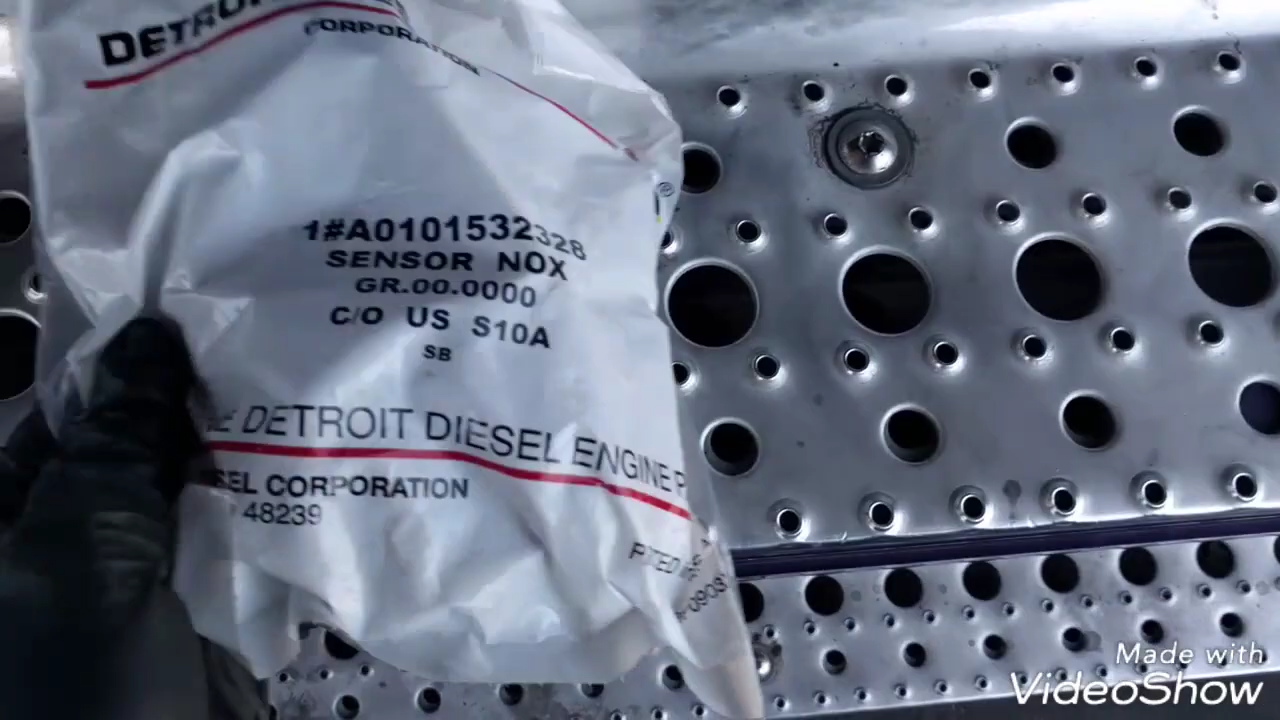 CORPORATION
1#A0101532328
SENSOR NOX
GR.00.0000
C/O US S10A
SB
DETROIT DIESEL ENGINE
SEL CORPORATION
48239
Made with
VideoShow